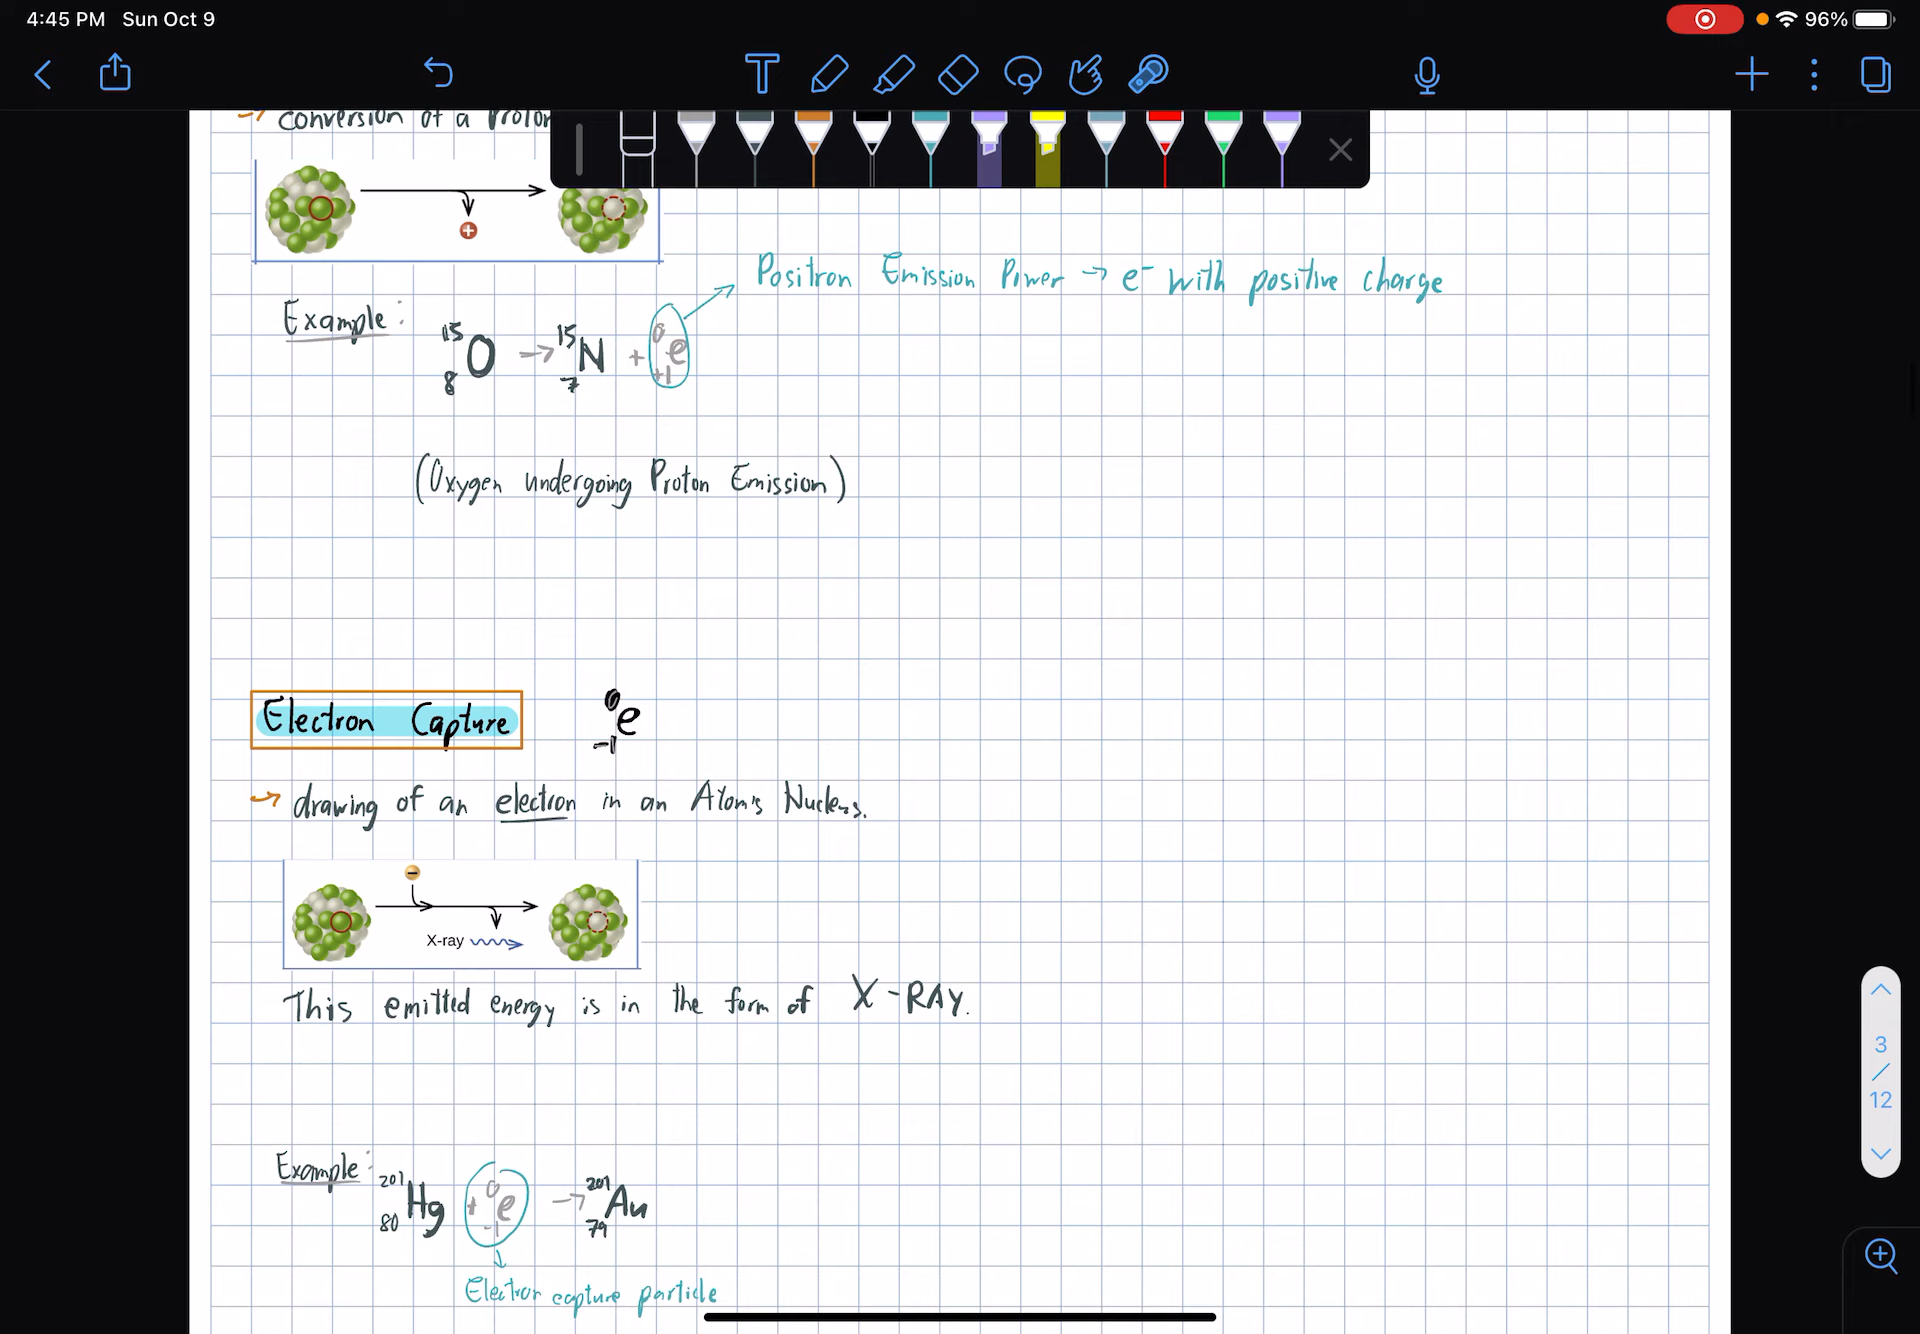 4:45 PM Sun Oct 9
96%
→ conversion of a Proton
Example:
15 8 O → 15 7 N + 0 +1 e
Positron Emission Power → e⁻ with positive charge
(Oxygen undergoing Proton Emission)
Electron Capture 0 -1 e
→ drawing of an electron in an Atom's Nucleus.
X-ray
This emitted energy is in the form of X-RAY.
Example:
201 80 Hg + 0 -1 e → 201 79 Au
Electron capture particle
3
/
12